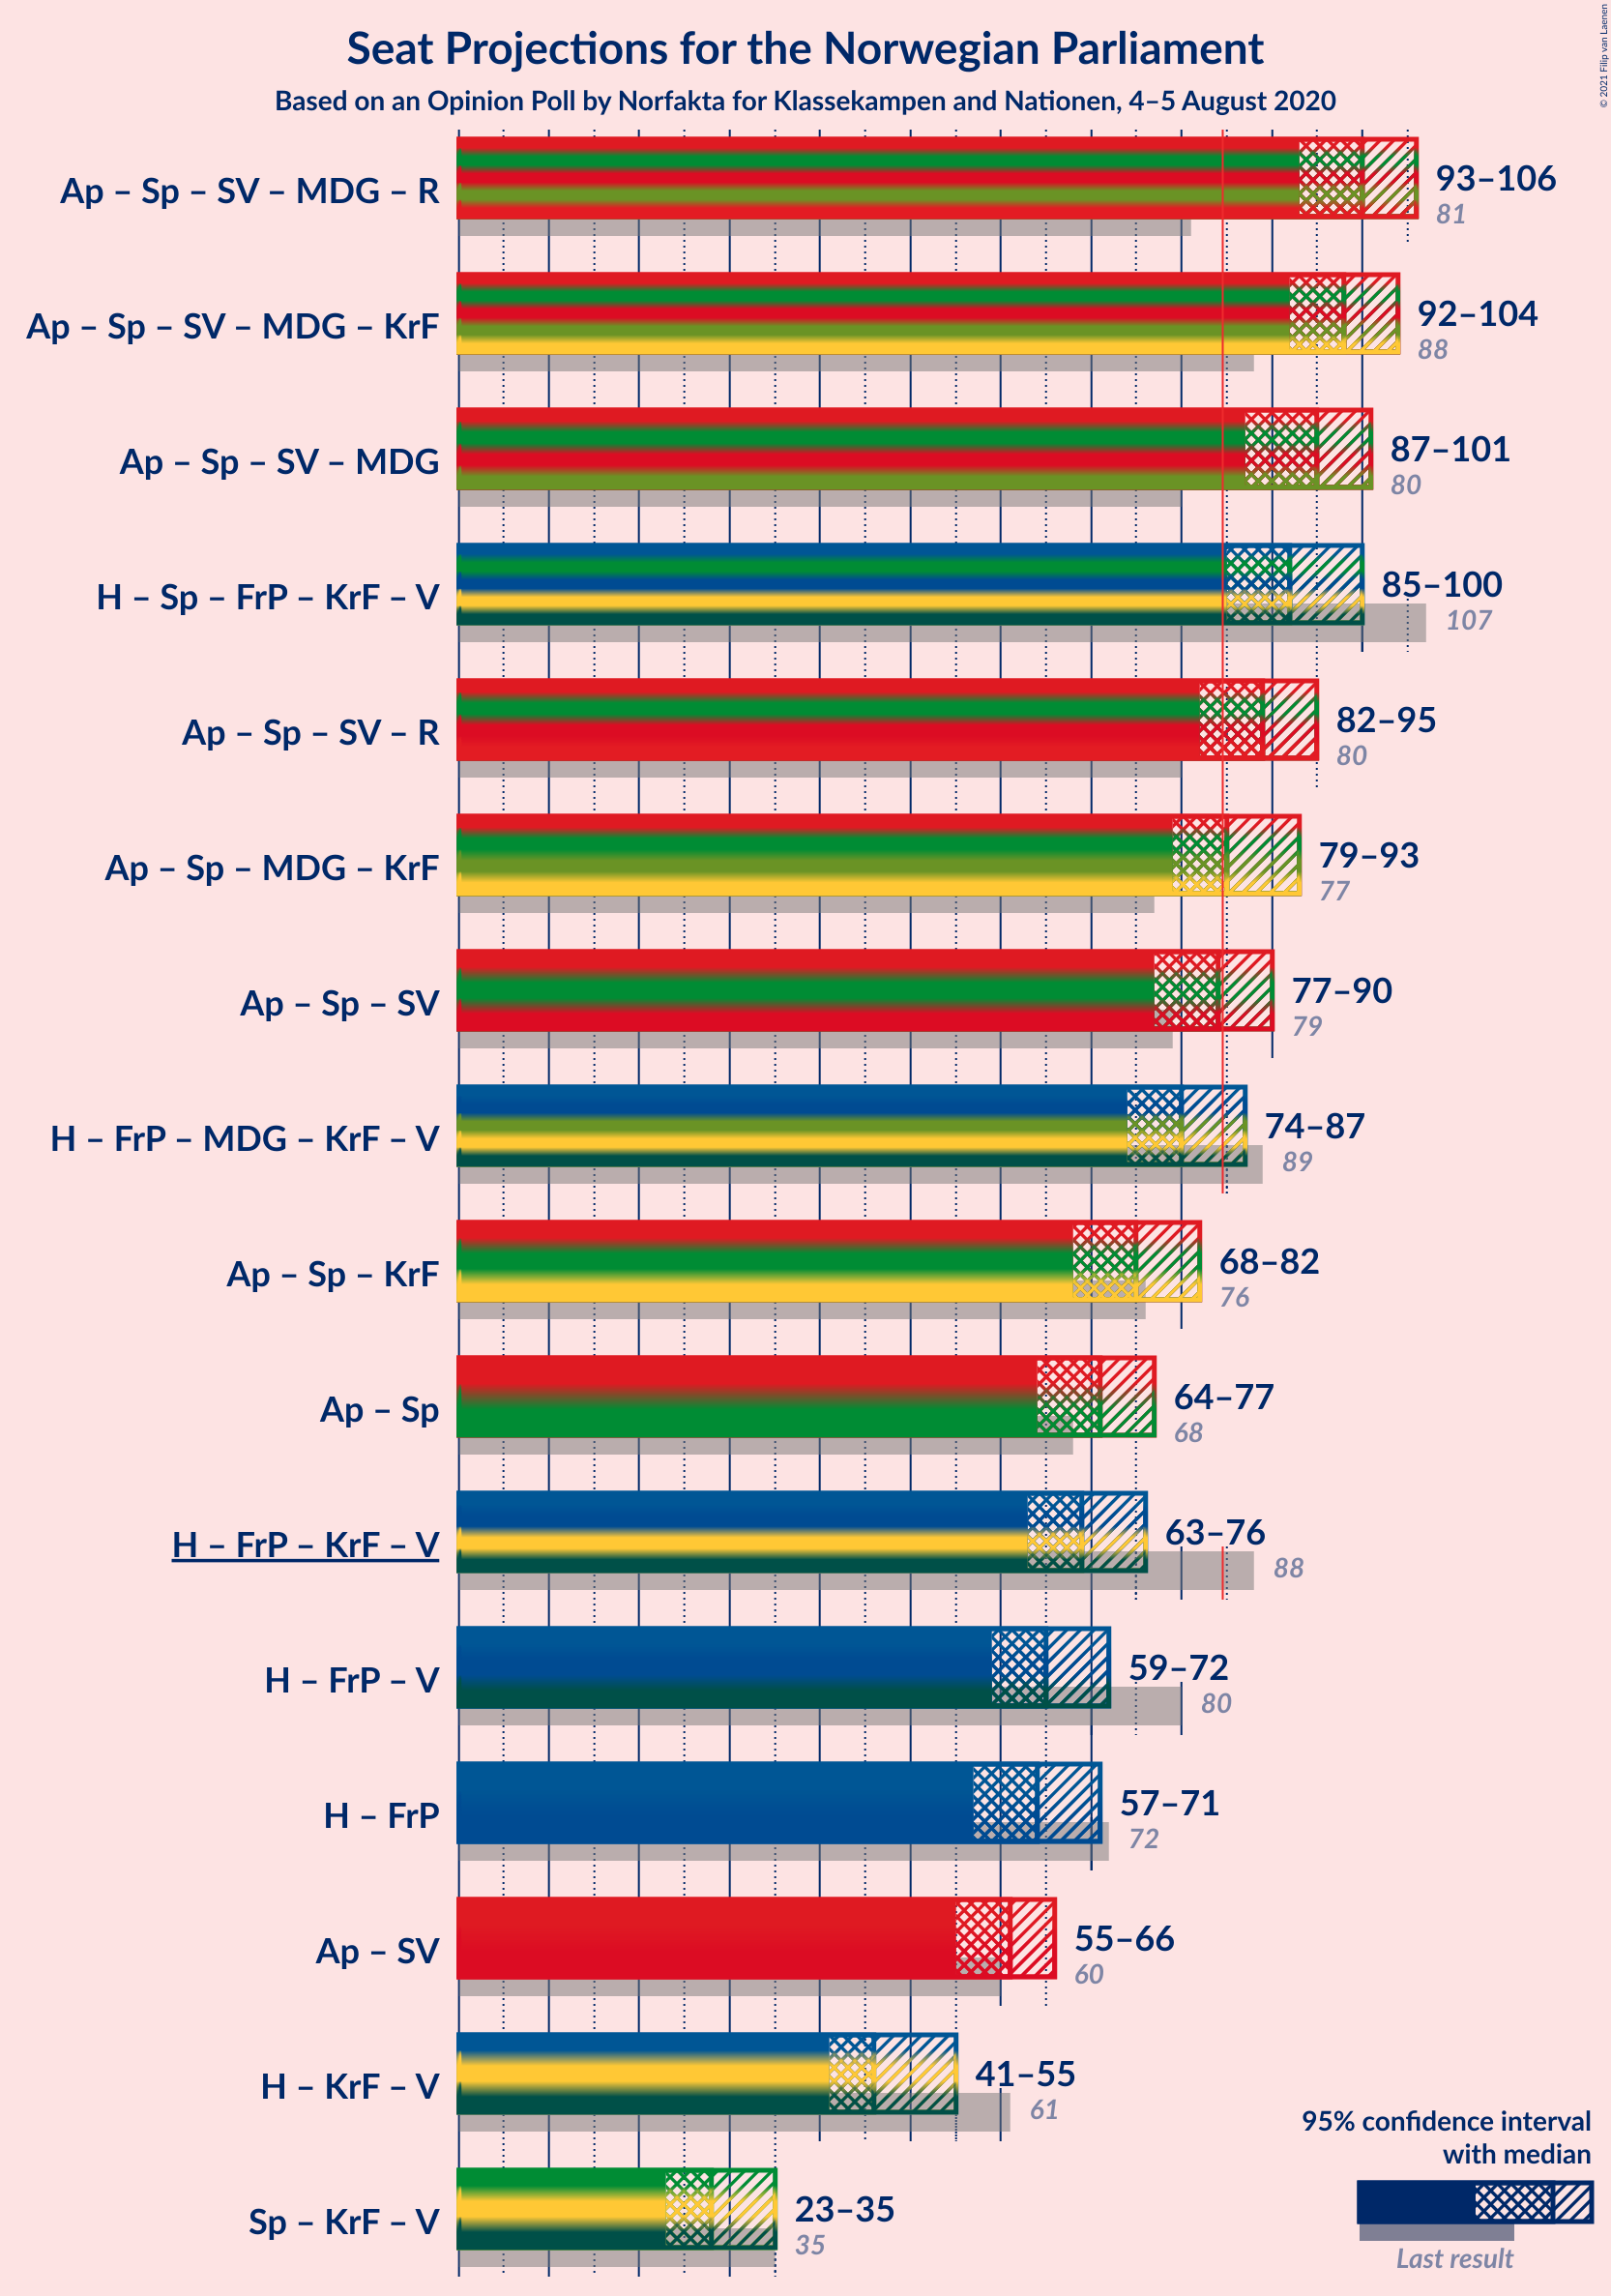 Seat Projections for the Norwegian Parliament
Based on an Opinion Poll by Norfakta for Klassekampen and Nationen, 4–5 August 2020
© 2021 Filip van Laenen
Ap – Sp – SV – MDG – R
93–106
81
Ap – Sp – SV – MDG – KrF
92–104
88
Ap – Sp – SV – MDG
87–101
80
H – Sp – FrP – KrF – V
85–100
107
Ap – Sp – SV – R
82–95
80
Ap – Sp – MDG – KrF
79–93
77
Ap – Sp – SV
77–90
79
H – FrP – MDG – KrF – V
74–87
89
Ap – Sp – KrF
68–82
76
Ap – Sp
64–77
68
H – FrP – KrF – V
63–76
88
H – FrP – V
59–72
80
H – FrP
57–71
72
Ap – SV
55–66
60
H – KrF – V
41–55
61
Sp – KrF – V
23–35
35
95% confidence interval
with median
Last result